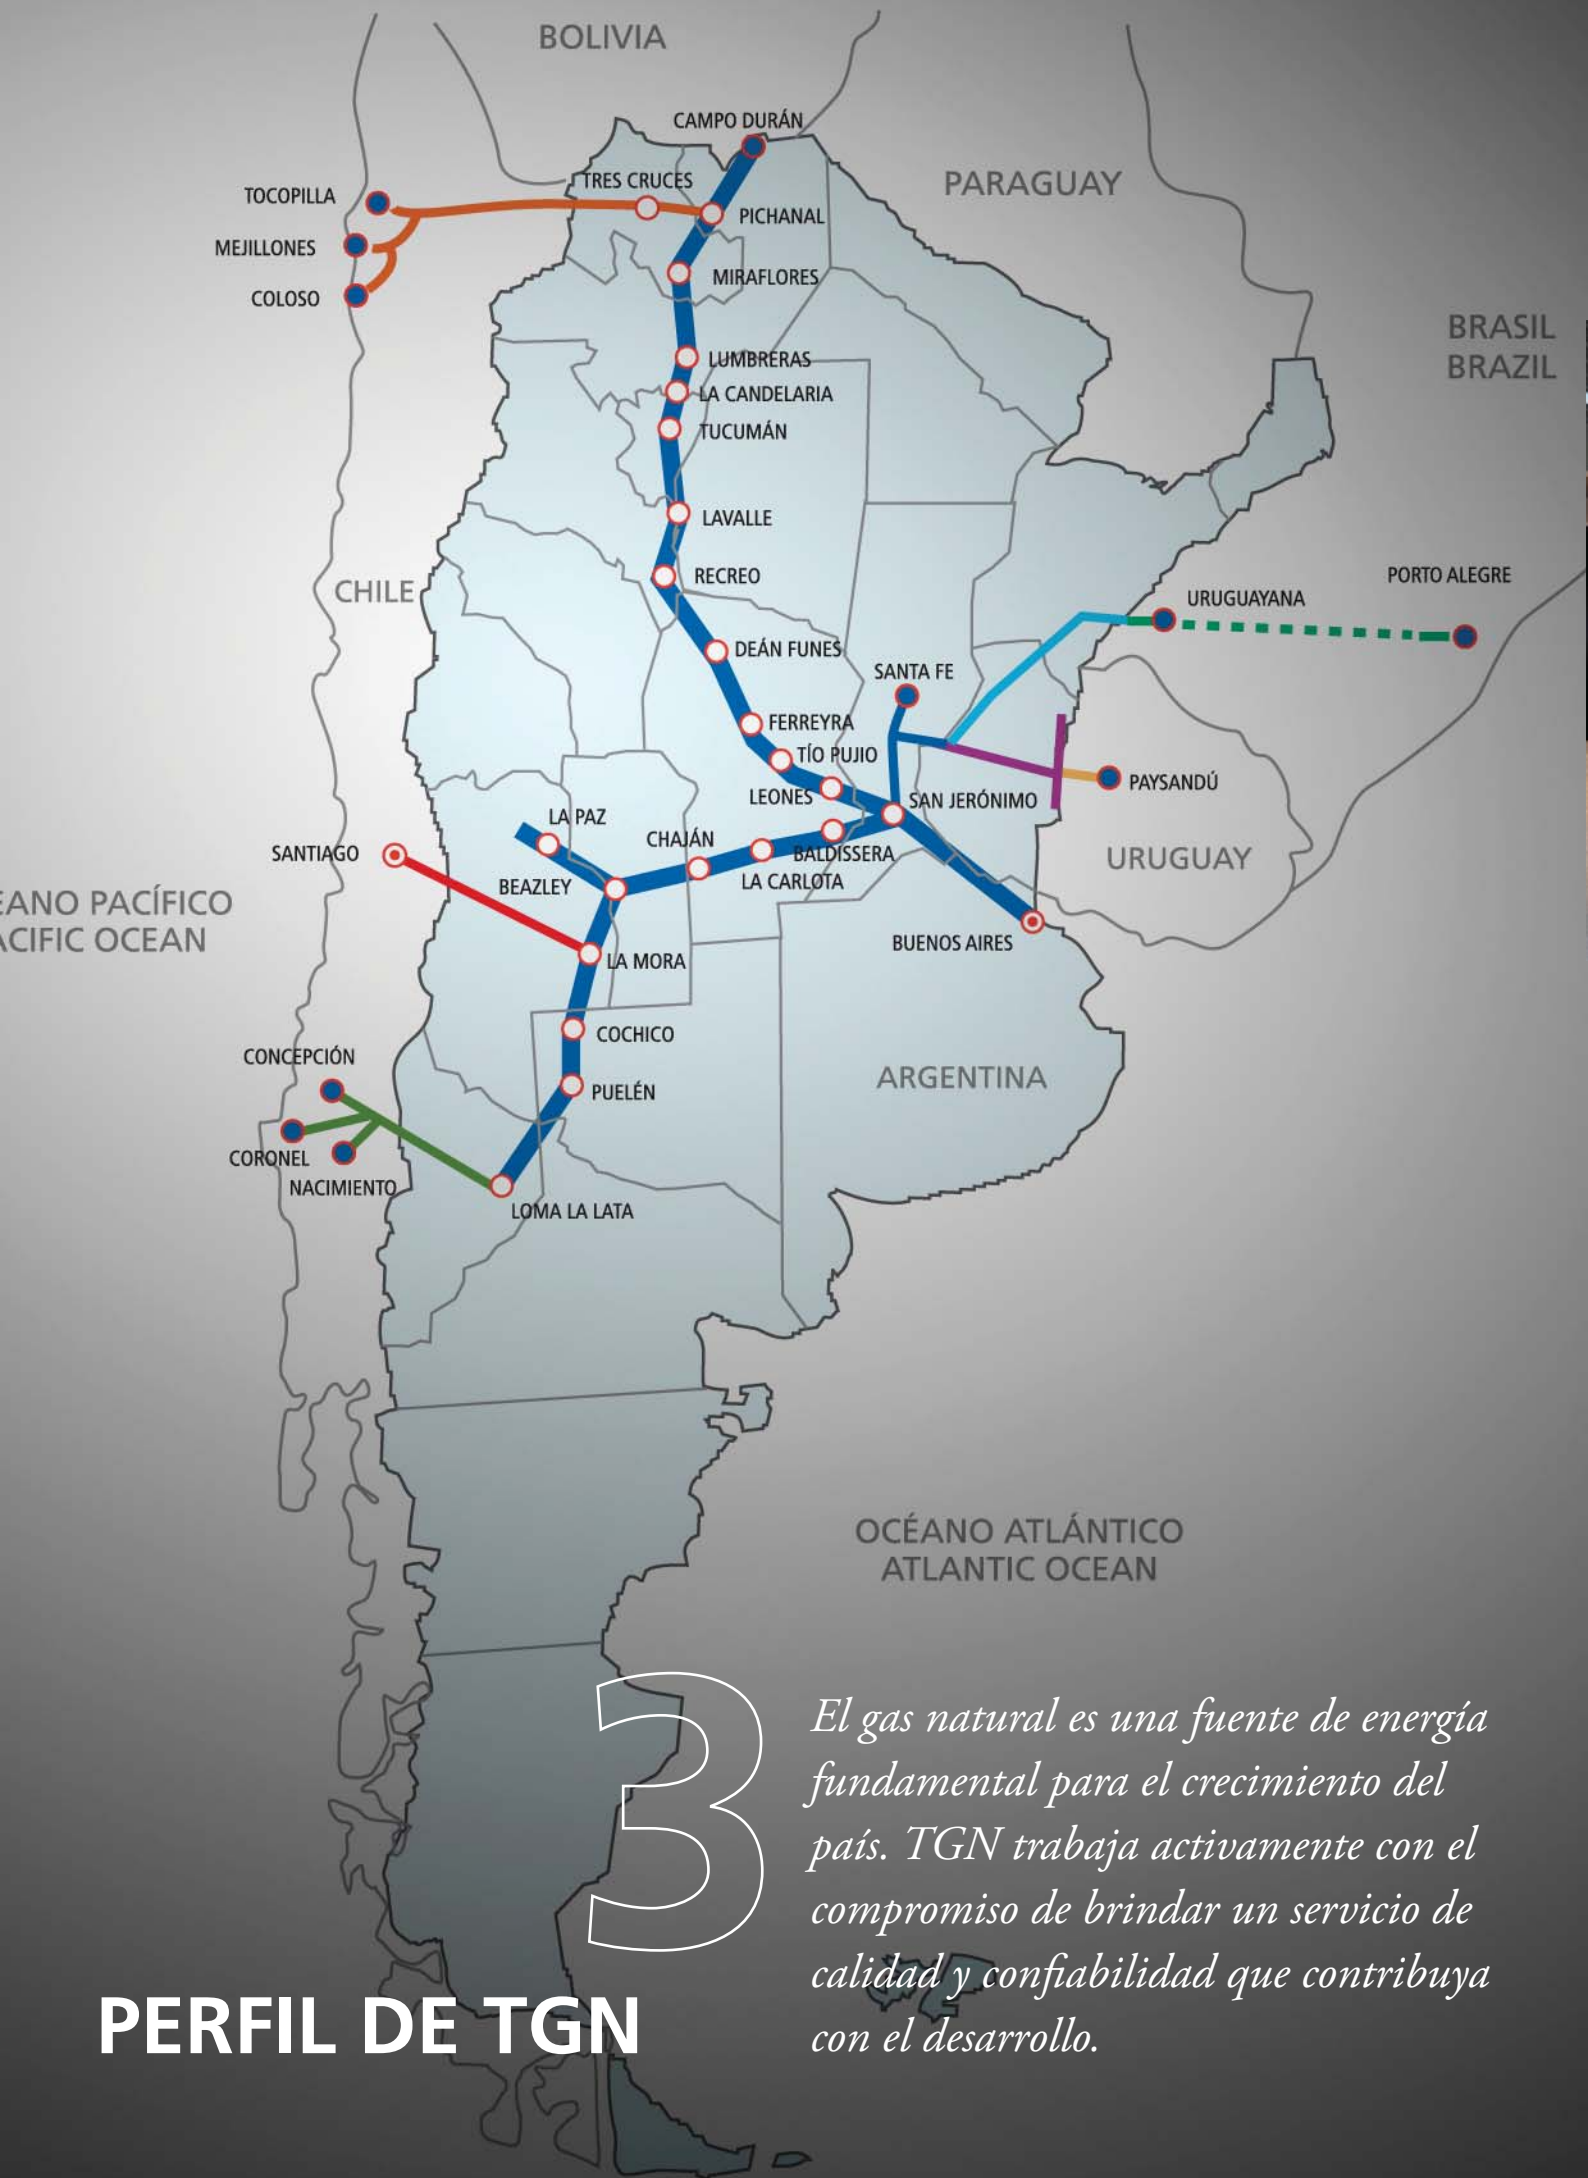 BOLIVIA
CAMPO DURÁN
TRES CRUCES
PARAGUAY
TOCOPILLA
PICHANAL
MEJILLONES
MIRAFLORES
COLOSO
BRASIL
BRAZIL
LUMBRERAS
LA CANDELARIA
TUCUMÁN
LAVALLE
RECREO
CHILE
PORTO ALEGRE
URUGUAYANA
DEÁN FUNES
SANTA FE
FERREYRA
TÍO PUJIO
PAYSANDÚ
LEONES
SAN JERÓNIMO
LA PAZ
CHAJÁN
SANTIAGO
BALDISSERA
URUGUAY
BEAZLEY
LA CARLOTA
EANO PACÍFICO
ACIFIC OCEAN
BUENOS AIRES
LA MORA
COCHICO
CONCEPCIÓN
ARGENTINA
PUELÉN
CORONEL
NACIMIENTO
LOMA LA LATA
OCÉANO ATLÁNTICO
ATLANTIC OCEAN
3
PERFIL DE TGN
El gas natural es una fuente de energía
fundamental para el crecimiento del
país. TGN trabaja activamente con el
compromiso de brindar un servicio de
calidad y confiabilidad que contribuya
con el desarrollo.